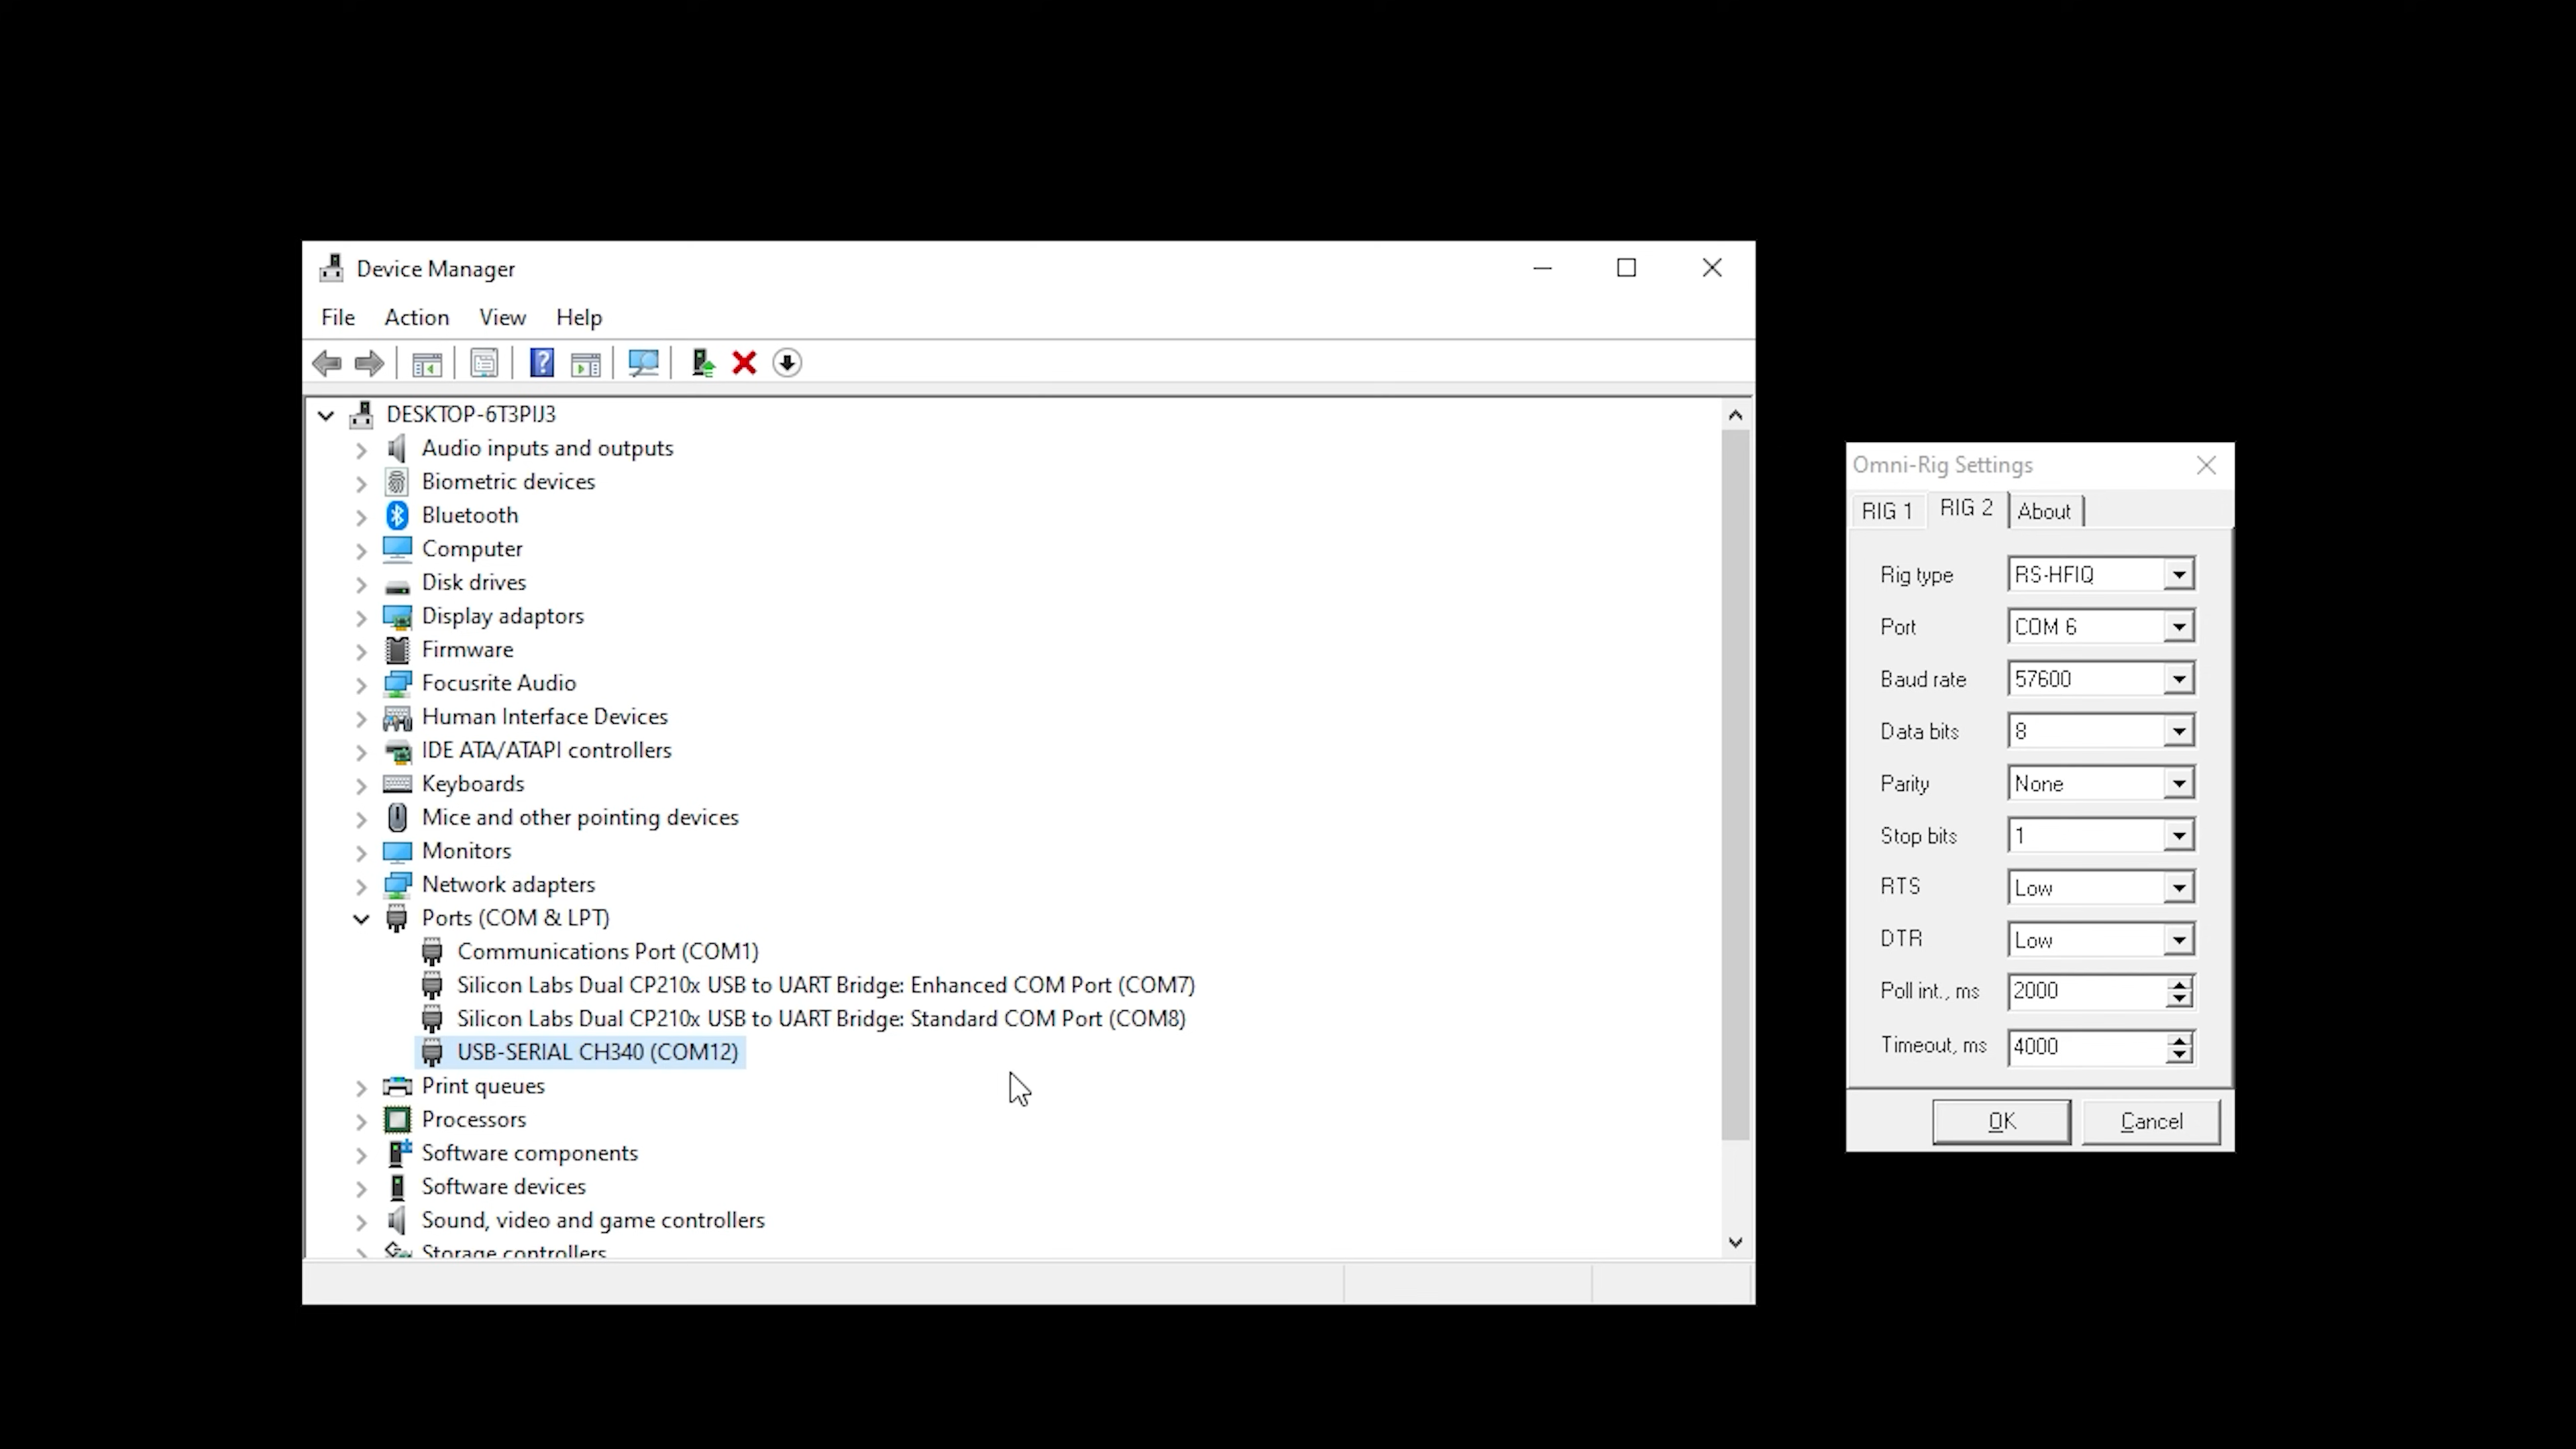 Device Manager
File Action View Help
DESKTOP-6T3PIJ3
Audio inputs and outputs
Biometric devices
Bluetooth
Computer
Disk drives
Display adaptors
Firmware
Focusrite Audio
Human Interface Devices
IDE ATA/ATAPI controllers
Keyboards
Mice and other pointing devices
Monitors
Network adapters
Ports (COM & LPT)
Communications Port (COM1)
Silicon Labs Dual CP210x USB to UART Bridge: Enhanced COM Port (COM7)
Silicon Labs Dual CP210x USB to UART Bridge: Standard COM Port (COM8)
USB-SERIAL CH340 (COM12)
Print queues
Processors
Software components
Software devices
Sound, video and game controllers
Storage controllers
Omni-Rig Settings
RIG 1 RIG 2 About
Rig type RS-HFIQ
Port COM 6
Baud rate 57600
Data bits 8
Parity None
Stop bits 1
RTS Low
DTR Low
Poll int., ms 2000
Timeout, ms 4000
OK Cancel